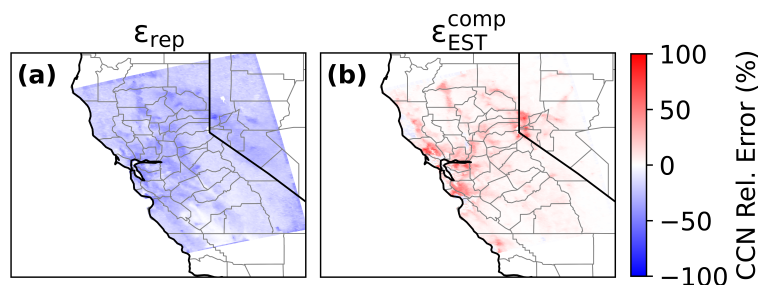 ε_rep
ε_EST^comp
(a)
(b)
100
50
0
−50
−100
CCN Rel. Error (%)